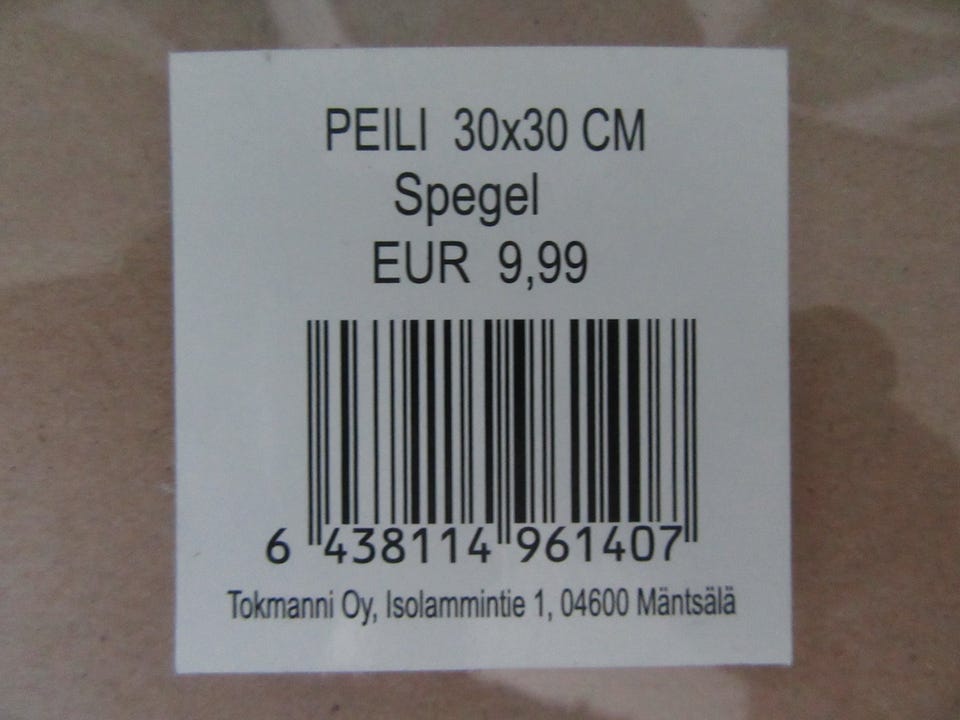 PEILI 30x30 CM
Spegel
EUR 9,99
6 438114 961407
Tokmanni Oy, Isolammintie 1, 04600 Mäntsälä